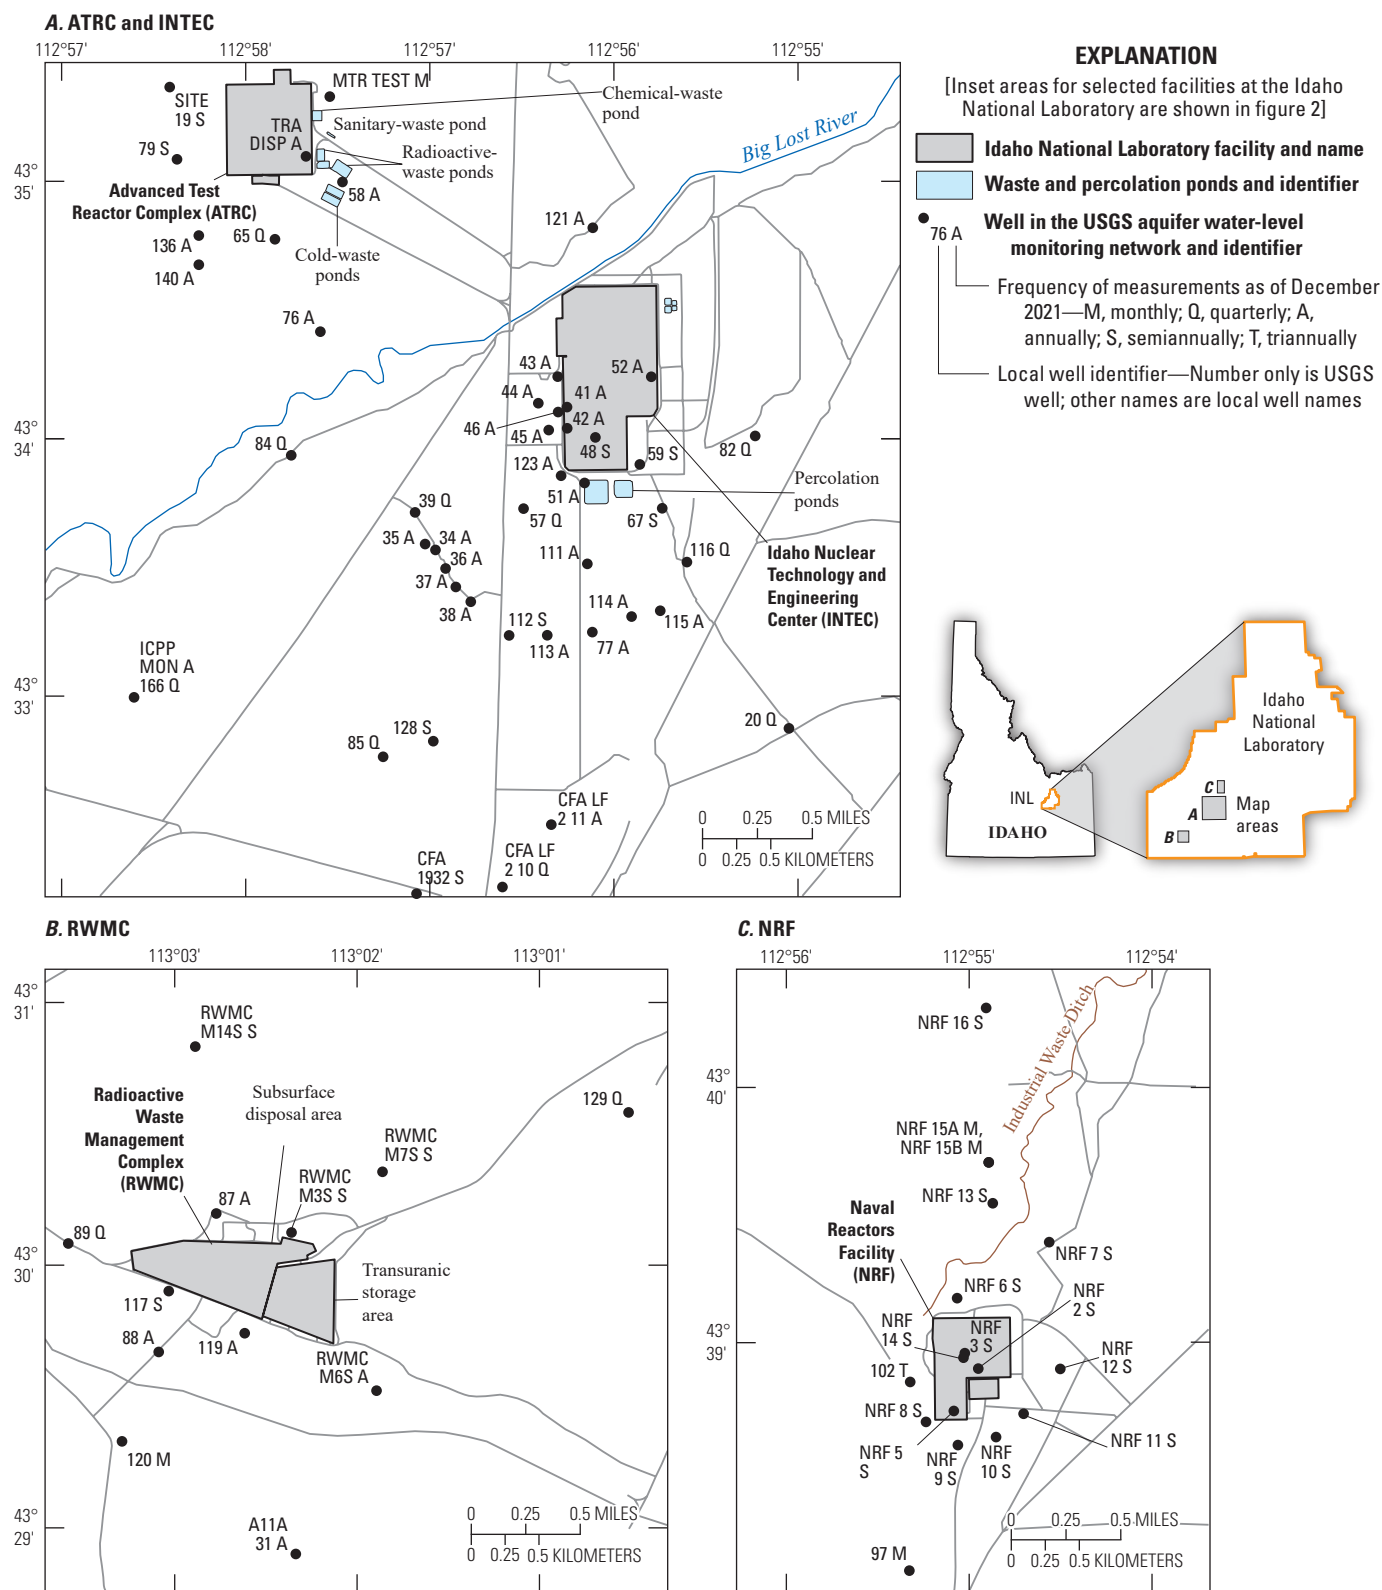 A. ATRC and INTEC
112°57'
112°58'
112°57'
112°56'
112°55'
43°
35'
43°
34'
43°
33'
SITE
19 S
MTR TEST M
Chemical-waste
pond
Sanitary-waste pond
TRA
DISP A
Radioactive-
waste ponds
79 S
58 A
Advanced Test
Reactor Complex (ATRC)
Big Lost River
136 A
65 Q
121 A
Cold-waste
ponds
140 A
76 A
43 A
52 A
44 A
41 A
46 A
42 A
45 A
48 S
84 Q
82 Q
59 S
123 A
Percolation
ponds
51 A
39 Q
57 Q
67 S
35 A
34 A
36 A
111 A
116 Q
Idaho Nuclear
Technology and
Engineering
Center (INTEC)
37 A
38 A
114 A
115 A
112 S
113 A
77 A
ICPP
MON A
166 Q
128 S
85 Q
20 Q
CFA LF
2 11 A
CFA LF
2 10 Q
CFA
1932 S
0 0.25 0.5 MILES
0 0.25 0.5 KILOMETERS
EXPLANATION
[Inset areas for selected facilities at the Idaho
National Laboratory are shown in figure 2]
Idaho National Laboratory facility and name
Waste and percolation ponds and identifier
76 A
Well in the USGS aquifer water-level
monitoring network and identifier
Frequency of measurements as of December
2021—M, monthly; Q, quarterly; A,
annually; S, semiannually; T, triannually
Local well identifier—Number only is USGS
well; other names are local well names
INL
IDAHO
Idaho
National
Laboratory
C
A
B
Map
areas
B. RWMC
113°03'
113°02'
113°01'
43°
31'
43°
30'
43°
29'
RWMC
M14S S
Radioactive
Waste
Management
Complex
(RWMC)
Subsurface
disposal area
129 Q
RWMC
M7S S
RWMC
M3S S
87 A
89 Q
Transuranic
storage
area
117 S
88 A
119 A
RWMC
M6S A
120 M
A11A
31 A
0 0.25 0.5 MILES
0 0.25 0.5 KILOMETERS
C. NRF
112°56'
112°55'
112°54'
43°
40'
43°
39'
NRF 16 S
Industrial Waste Ditch
NRF 15A M,
NRF 15B M
NRF 13 S
Naval
Reactors
Facility
(NRF)
NRF 7 S
NRF 6 S
NRF
2 S
NRF
14 S
NRF
3 S
NRF
12 S
102 T
NRF 8 S
NRF 5
S
NRF
9 S
NRF
10 S
NRF 11 S
97 M
0 0.25 0.5 MILES
0 0.25 0.5 KILOMETERS